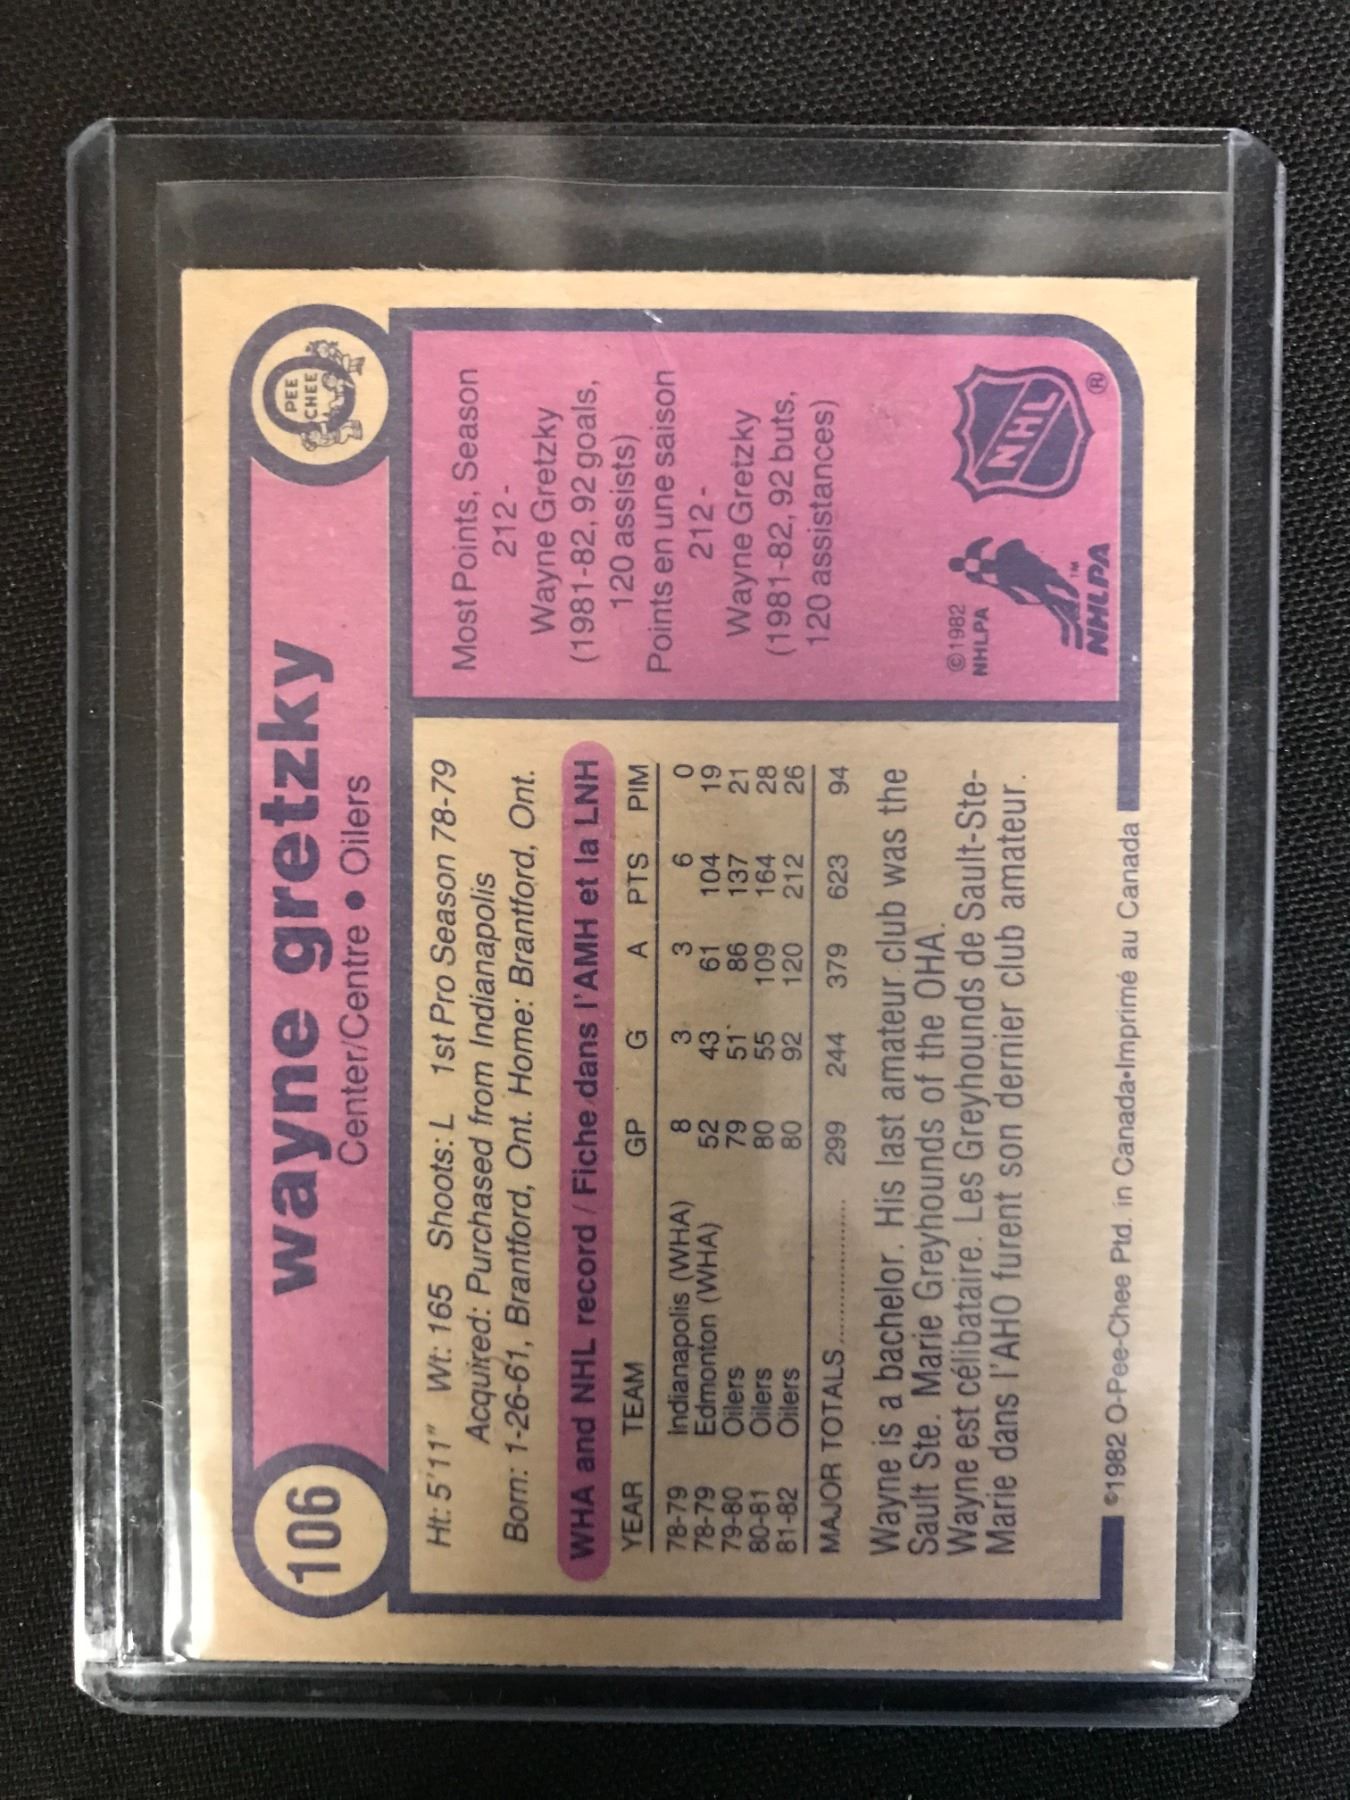 106
wayne gretzky
Center/Centre • Oilers
O
PEE
CHEE
Ht: 5'11" Wt: 165 Shoots: L 1st Pro Season 78-79
Acquired: Purchased from Indianapolis
Born: 1-26-61, Brantford, Ont. Home: Brantford, Ont.
WHA and NHL record / Fiche dans l'AMH et la LNH
YEAR TEAM GP G A PTS PIM
78-79 Indianapolis (WHA) 8 3 3 6 0
78-79 Edmonton (WHA) 52 43 61 104 19
79-80 Oilers 79 51 86 137 21
80-81 Oilers 80 55 109 164 28
81-82 Oilers 80 92 120 212 26
MAJOR TOTALS............... 299 244 379 623 94
Wayne is a bachelor. His last amateur club was the
Sault Ste. Marie Greyhounds of the OHA.
Wayne est célibataire. Les Greyhounds de Sault-Ste-
Marie dans l'AHO furent son dernier club amateur.
©1982 O-Pee-Chee Ptd. in Canada•Imprimé au Canada
Most Points, Season
212 -
Wayne Gretzky
(1981-82, 92 goals,
120 assists)
Points en une saison
212 -
Wayne Gretzky
(1981-82, 92 buts,
120 assistances)
©1982
NHLPA
TM
NHLPA
NHL
®